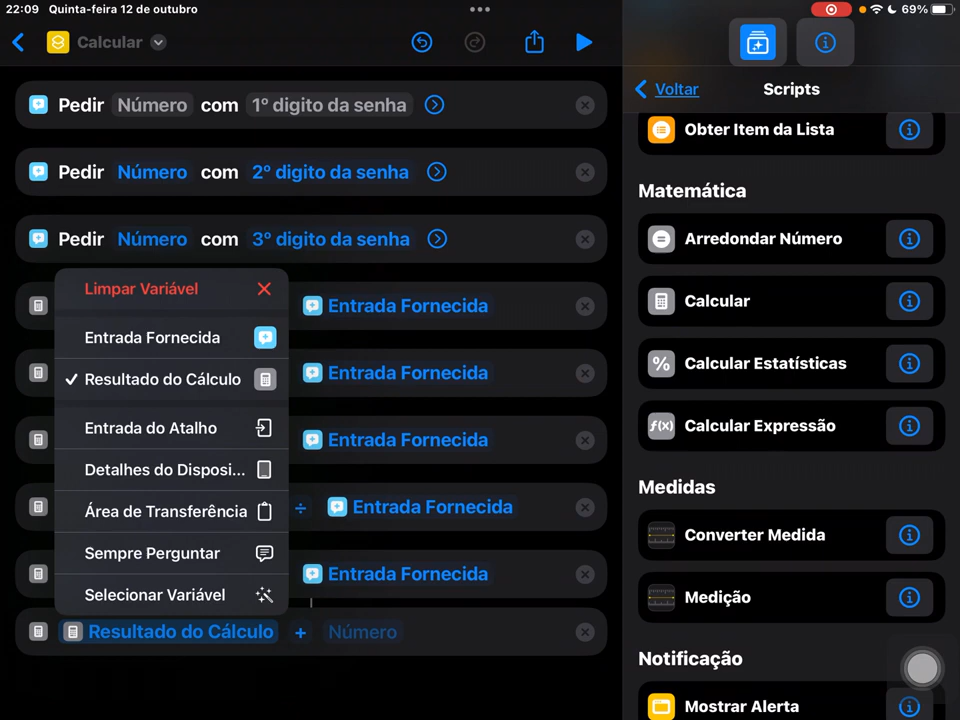 22:09 Quinta-feira 12 de outubro
69%
Calcular
Pedir Número com 1º digito da senha
Pedir Número com 2º digito da senha
Pedir Número com 3º digito da senha
Limpar Variável
Entrada Fornecida
Resultado do Cálculo
Entrada do Atalho
Detalhes do Disposi...
Área de Transferência
Sempre Perguntar
Selecionar Variável
Entrada Fornecida
Entrada Fornecida
Entrada Fornecida
÷ Entrada Fornecida
Entrada Fornecida
Resultado do Cálculo + Número
Voltar
Scripts
Obter Item da Lista
Matemática
Arredondar Número
Calcular
% Calcular Estatísticas
f(x) Calcular Expressão
Medidas
Converter Medida
Medição
Notificação
Mostrar Alerta